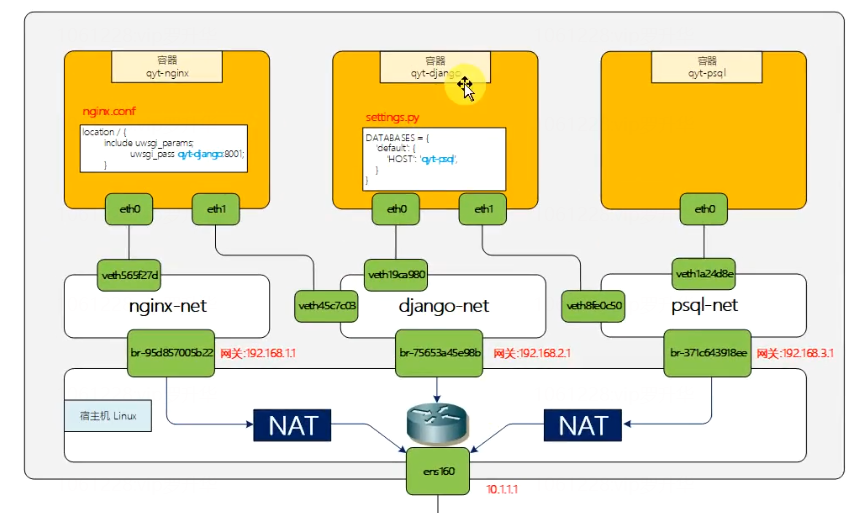 容器
qyt-nginx
容器
qyt-django
容器
qyt-psql
nginx.conf
location / {
include uwsgi_params;
uwsgi_pass qyt-django:8001;
}
settings.py
DATABASES = {
'default': {
'HOST': 'qyt-psql',
}
}
eth0
eth1
eth0
eth1
eth0
veth565f27d
veth45c7c03
veth19ca980
veth8fe0c50
veth1a24d8e
nginx-net
django-net
psql-net
br-95d857005b22
网关:192.168.1.1
br-75653a45e98b
网关:192.168.2.1
br-371c643918ee
网关:192.168.3.1
宿主机 Linux
NAT
NAT
ens160
10.1.1.1